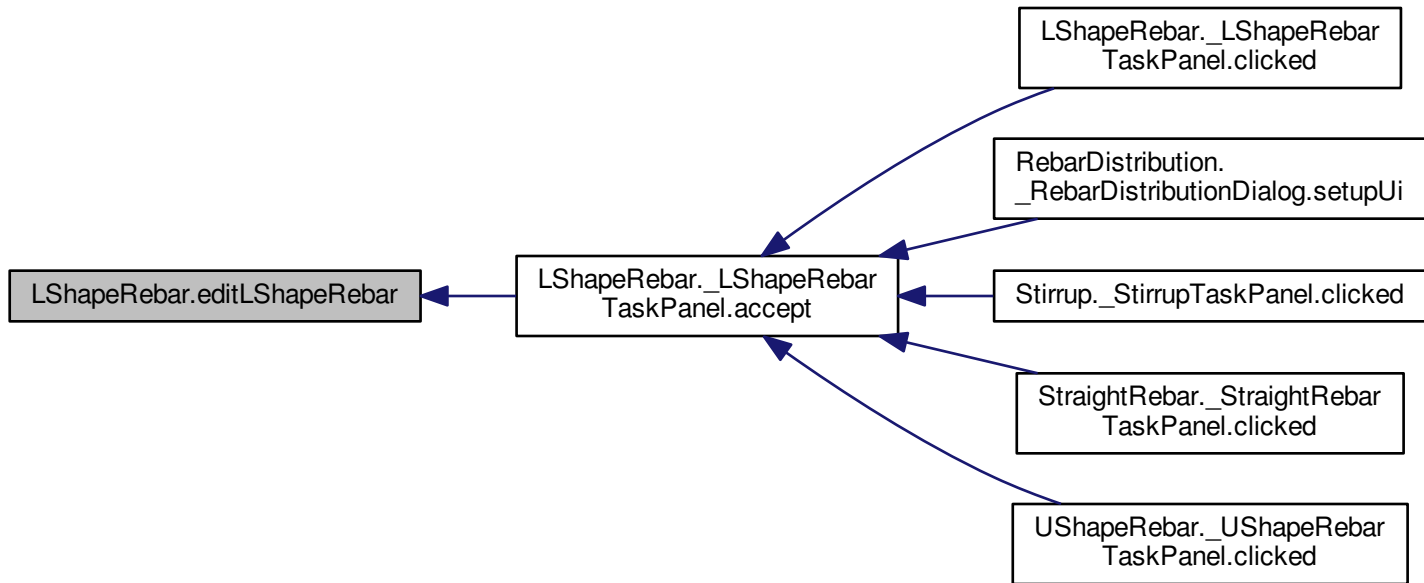 LShapeRebar.editLShapeRebar
LShapeRebar._LShapeRebar
TaskPanel.accept
LShapeRebar._LShapeRebar
TaskPanel.clicked
RebarDistribution.
_RebarDistributionDialog.setupUi
Stirrup._StirrupTaskPanel.clicked
StraightRebar._StraightRebar
TaskPanel.clicked
UShapeRebar._UShapeRebar
TaskPanel.clicked